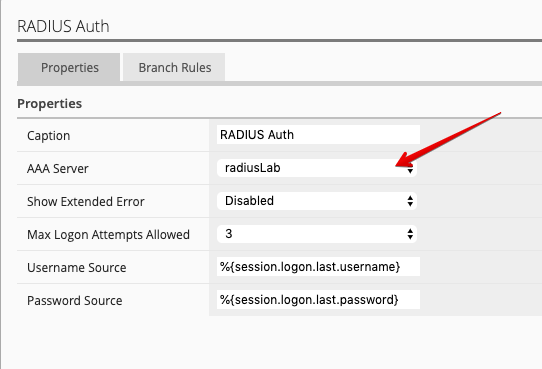 RADIUS Auth
Properties Branch Rules
Properties
Caption RADIUS Auth
AAA Server radiusLab
Show Extended Error Disabled
Max Logon Attempts Allowed 3
Username Source %{session.logon.last.username}
Password Source %{session.logon.last.password}